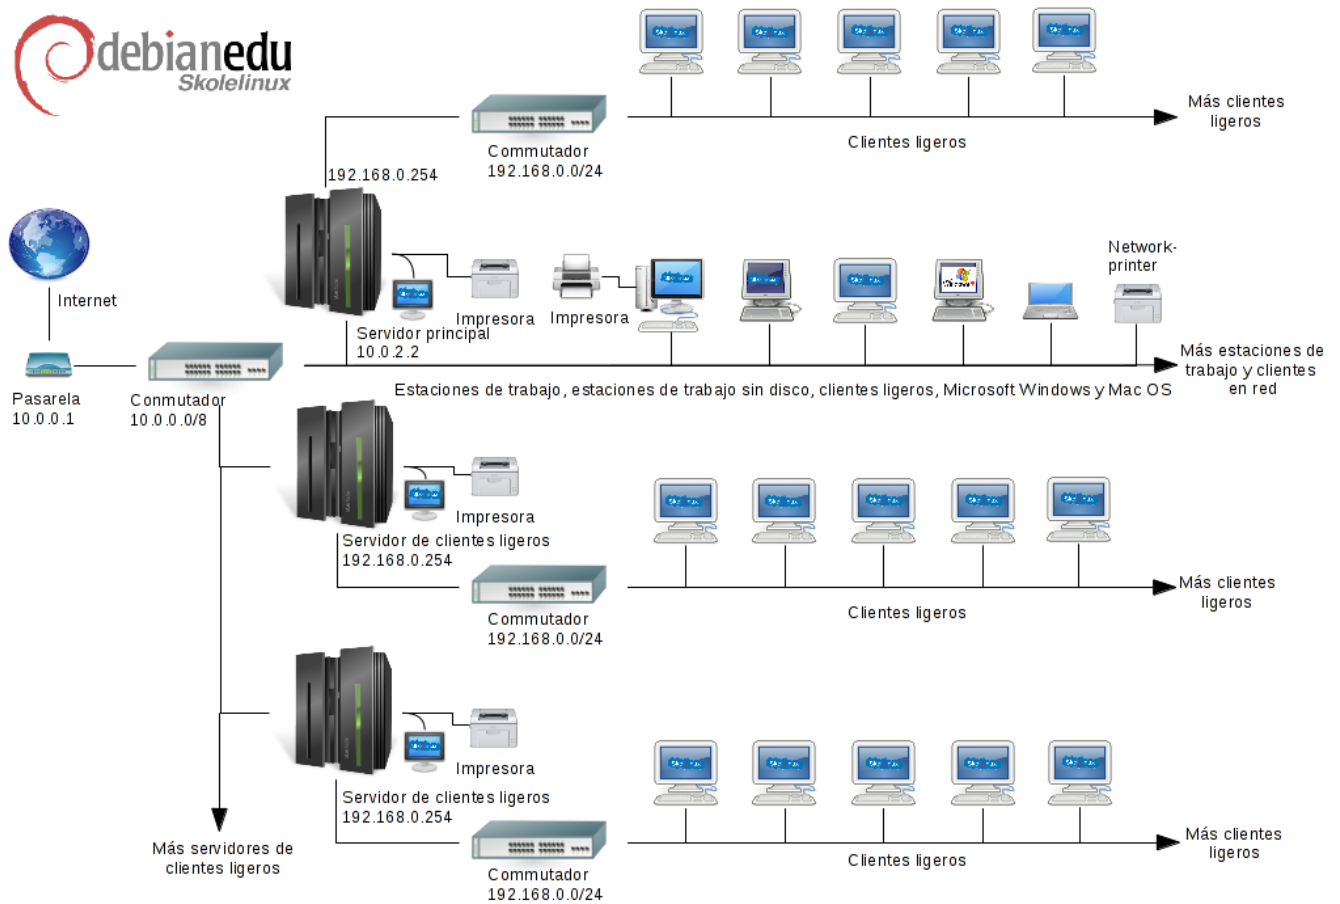 debianedu
Skolelinux
Más clientes
ligeros
Clientes ligeros
Commutador
192.168.0.0/24
192.168.0.254
Internet
Network-
printer
Impresora
Impresora
Servidor principal
10.0.2.2
Más estaciones de
trabajo y clientes
en red
Estaciones de trabajo, estaciones de trabajo sin disco, clientes ligeros, Microsoft Windows y Mac OS
Pasarela
10.0.0.1
Conmutador
10.0.0.0/8
Impresora
Servidor de clientes ligeros
192.168.0.254
Más clientes
ligeros
Clientes ligeros
Commutador
192.168.0.0/24
Impresora
Servidor de clientes ligeros
192.168.0.254
Más servidores de
clientes ligeros
Más clientes
ligeros
Clientes ligeros
Commutador
192.168.0.0/24